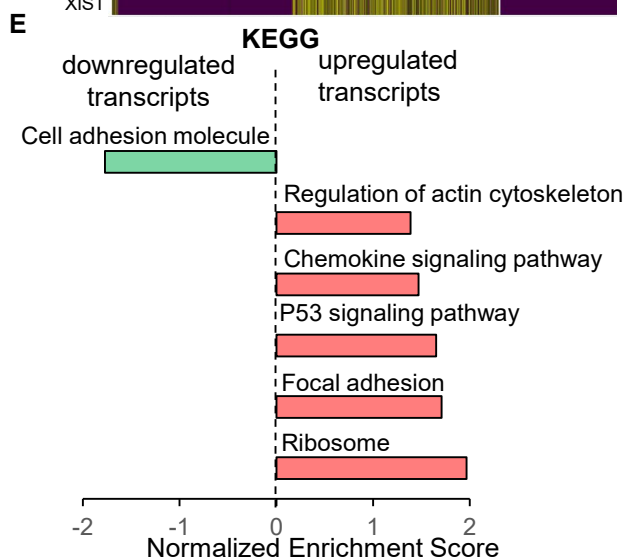 XIST
E
KEGG
downregulated
transcripts
upregulated
transcripts
Cell adhesion molecule
Regulation of actin cytoskeleton
Chemokine signaling pathway
P53 signaling pathway
Focal adhesion
Ribosome
-2 -1 0 1 2
Normalized Enrichment Score